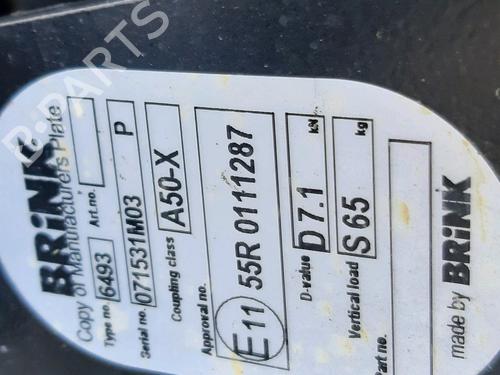 BRINK
Copy of Manufacturers Plate
Type no. 6493 Art.no.
Serial no. 071531M03 P
Coupling class A50-X
Approval no. E11 55R 0111287
D-value D 7.1 kN
Vertical load S 65 kg
Part no.
made by BRINK
B-PARTS